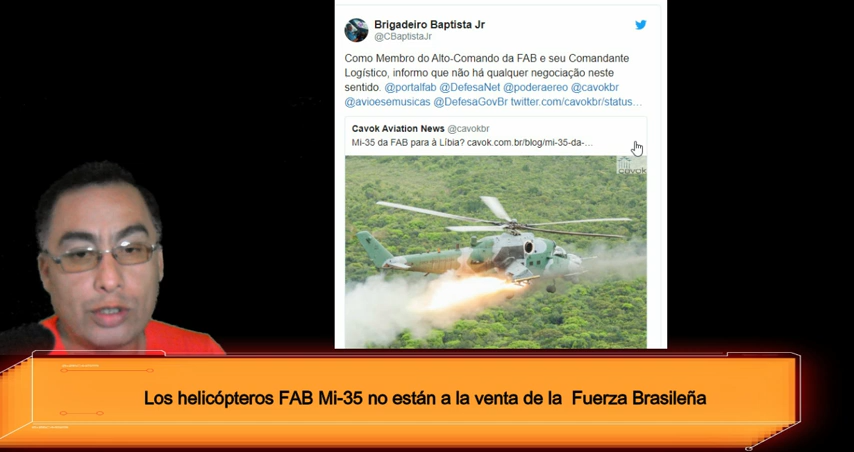 Brigadeiro Baptista Jr
@CBaptistaJr
Como Membro do Alto-Comando da FAB e seu Comandante
Logístico, informo que não há qualquer negociação neste
sentido. @portalfab @DefesaNet @poderaereo @cavokbr
@avioesemusicas @DefesaGovBr twitter.com/cavokbr/status…
Cavok Aviation News @cavokbr
Mi-35 da FAB para à Líbia? cavok.com.br/blog/mi-35-da-…
cavok
Los helicópteros FAB Mi-35 no están a la venta de la Fuerza Brasileña